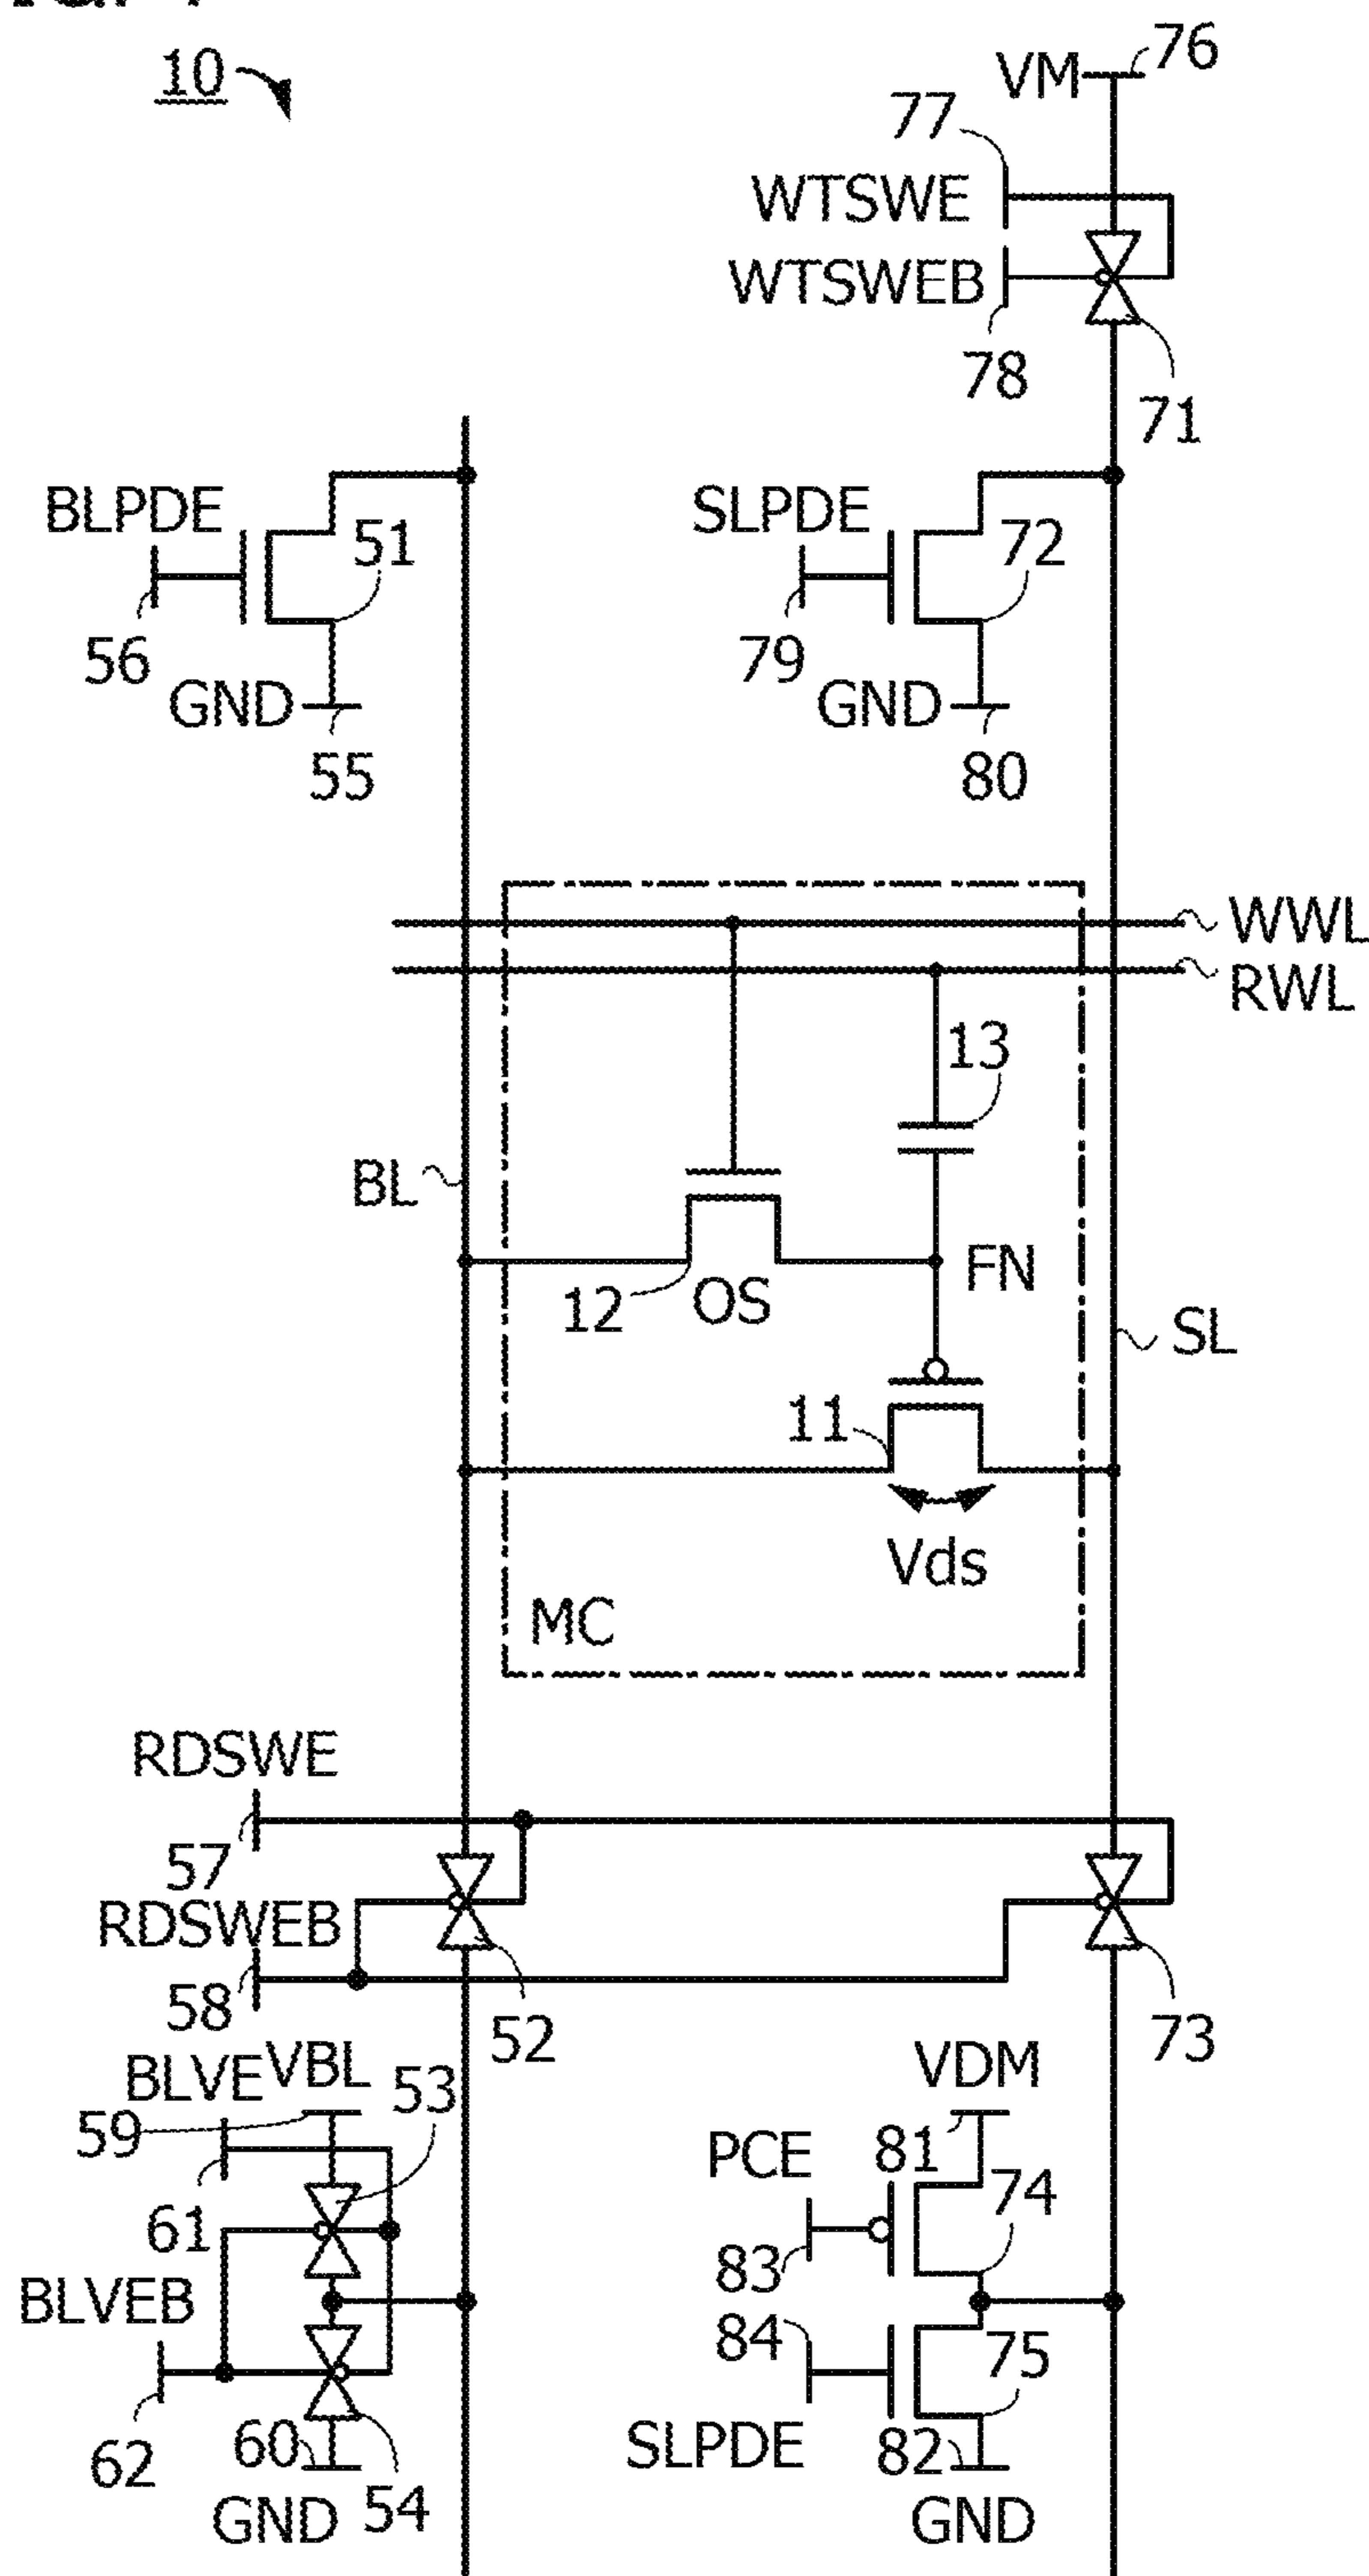 10
VM
76
77
WTSWE
WTSWEB
78
71
BLPDE
51
56
GND
55
SLPDE
72
79
GND
80
WWL
RWL
13
BL
12
OS
FN
SL
11
Vds
MC
RDSWE
57
RDSWEB
58
52
73
BLVE
VBL
53
59
61
BLVEB
62
60
GND
54
VDM
PCE
81
74
83
84
75
SLPDE
82
GND